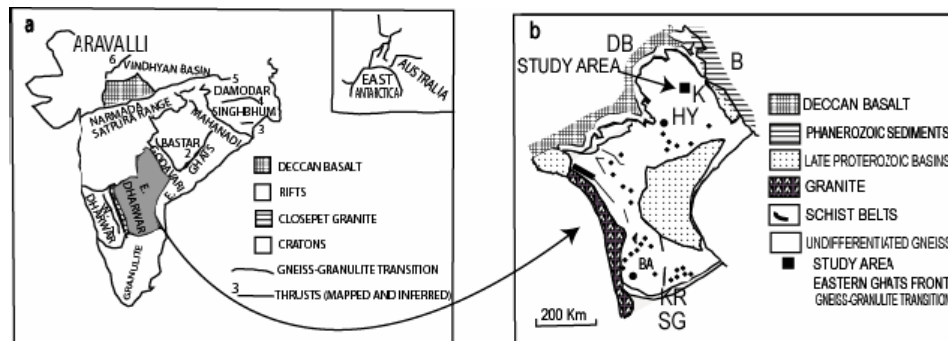 a
ARAVALLI
6
VINDHYAN BASIN
5
DAMODAR
4
SINGHBHUM
NARMADA
SATPURA RANGE
MAHANADI
3
BASTAR
2
GODAVARI
GHATS
E.
E. DHARWAR
W. DHARWAR
GRANULITE
EAST
ANTARCTICA
AUSTRALIA
DECCAN BASALT
RIFTS
CLOSEPET GRANITE
CRATONS
GNEISS-GRANULITE TRANSITION
3 THRUSTS (MAPPED AND INFERRED)
b
DB
B
STUDY AREA
K
HY
BA
KR
SG
200 Km
DECCAN BASALT
PHANEROZOIC SEDIMENTS
LATE PROTEROZOIC BASINS
GRANITE
SCHIST BELTS
UNDIFFERENTIATED GNEISS
STUDY AREA
EASTERN GHATS FRONT
GNEISS-GRANULITE TRANSITION